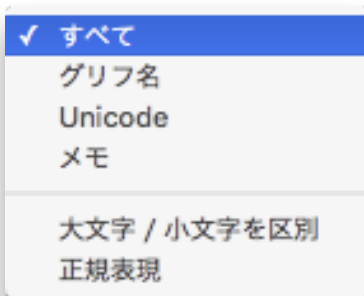 ✓ すべて
グリフ名
Unicode
メモ
大文字 / 小文字を区別
正規表現